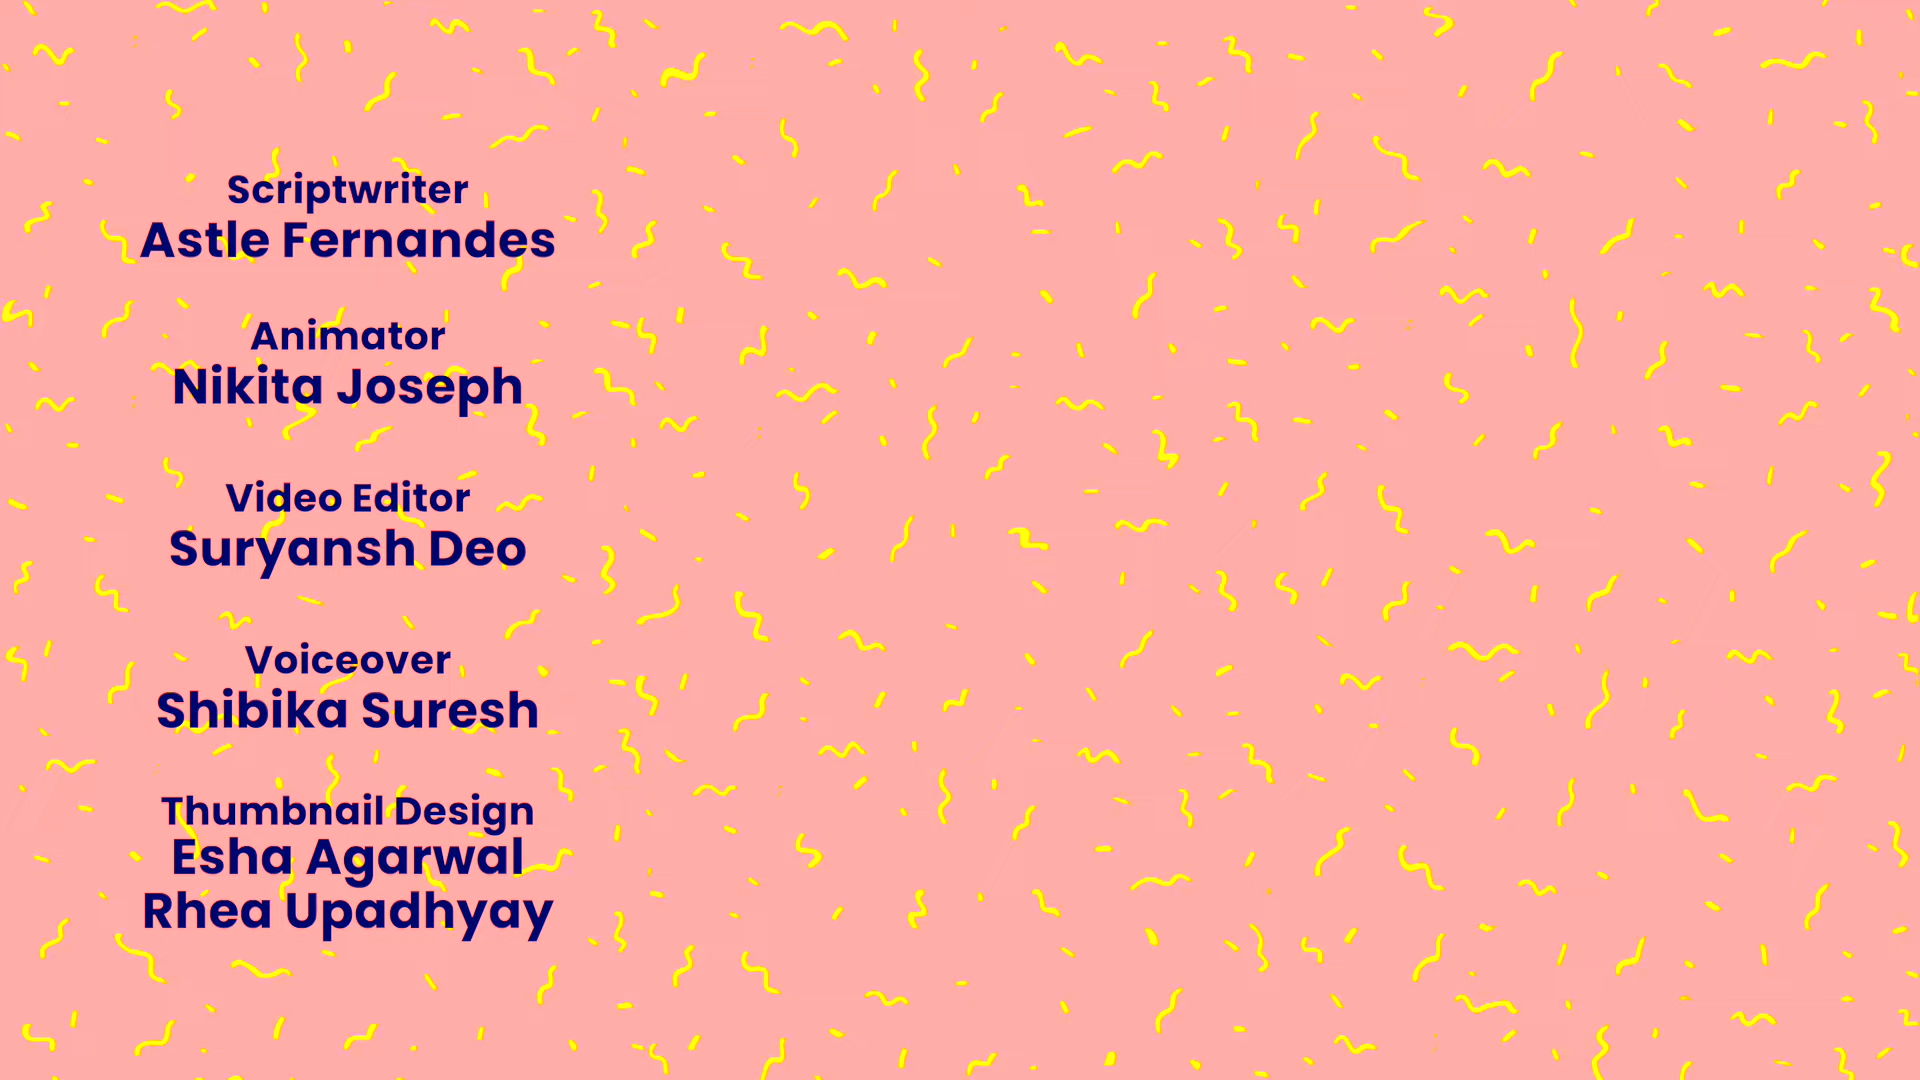 Scriptwriter
Astle Fernandes
Animator
Nikita Joseph
Video Editor
Suryansh Deo
Voiceover
Shibika Suresh
Thumbnail Design
Esha Agarwal
Rhea Upadhyay